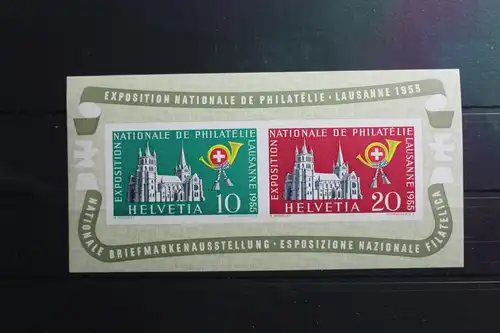 EXPOSITION NATIONALE DE PHILATÉLIE · LAUSANNE 1955
EXPOSITION
NATIONALE DE PHILATÉLIE
LAUSANNE 1955
HELVETIA 10
EXPOSITION
NATIONALE DE PHILATÉLIE
LAUSANNE 1955
HELVETIA 20
NATIONALE BRIEFMARKENAUSSTELLUNG · ESPOSIZIONE NAZIONALE FILATELICA